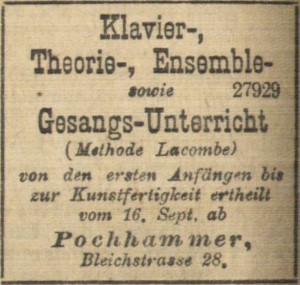 Klavier-,
Theorie-, Ensemble-
sowie 27929
Gesangs-Unterricht
(Methode Lacombe)
von den ersten Anfängen bis
zur Kunstfertigkeit ertheilt
vom 16. Sept. ab
Pochhammer,
Bleichstrasse 28.